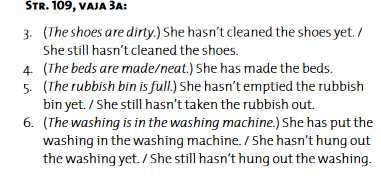 STR. 109, VAJA 3A:
3. (The shoes are dirty.) She hasn't cleaned the shoes yet. /
She still hasn't cleaned the shoes.
4. (The beds are made/neat.) She has made the beds.
5. (The rubbish bin is full.) She hasn't emptied the rubbish
bin yet. / She still hasn't taken the rubbish out.
6. (The washing is in the washing machine.) She has put the
washing in the washing machine. / She hasn't hung out
the washing yet. / She still hasn't hung out the washing.